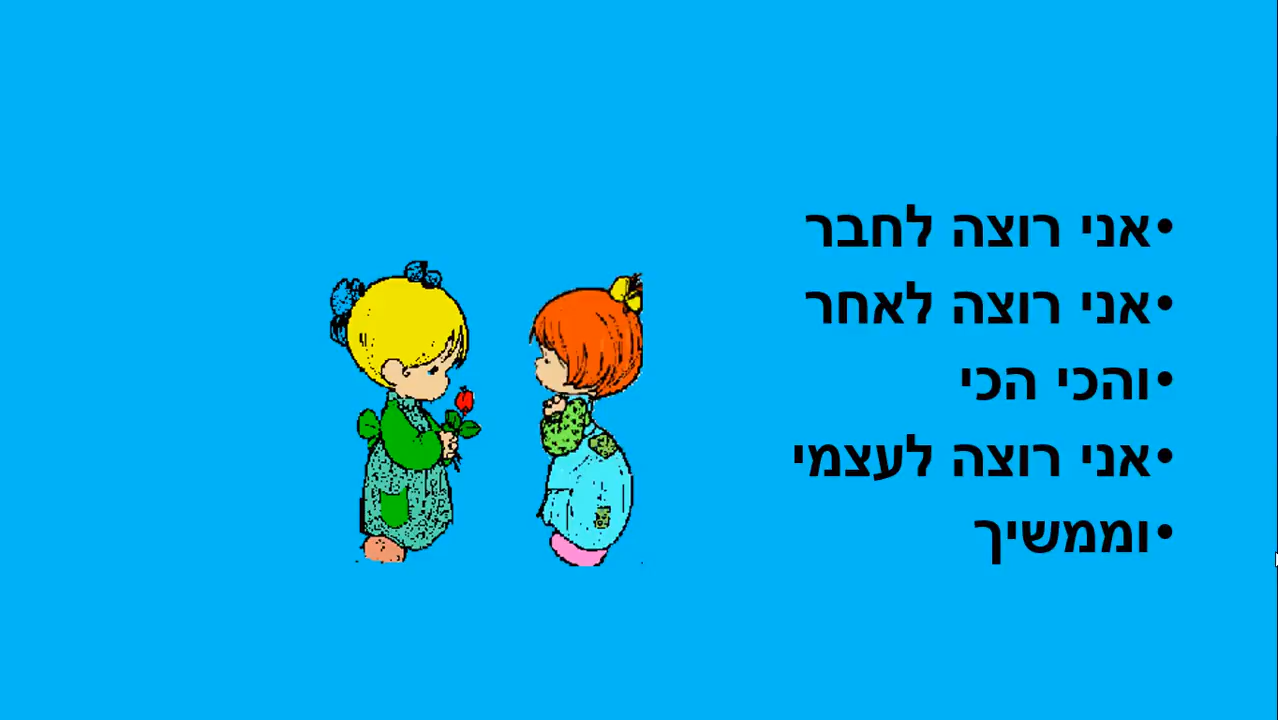 •אני רוצה לחבר
•אני רוצה לאחר
•והכי הכי
•אני רוצה לעצמי
•וממשיך